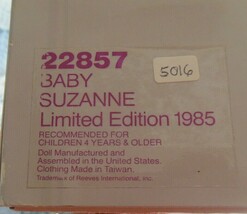 22857
5016
BABY
SUZANNE
Limited Edition 1985
RECOMMENDED FOR
CHILDREN 4 YEARS & OLDER
Doll Manufactured and
Assembled in the United States.
Clothing Made in Taiwan.
Trademark of Reeves International, Inc.